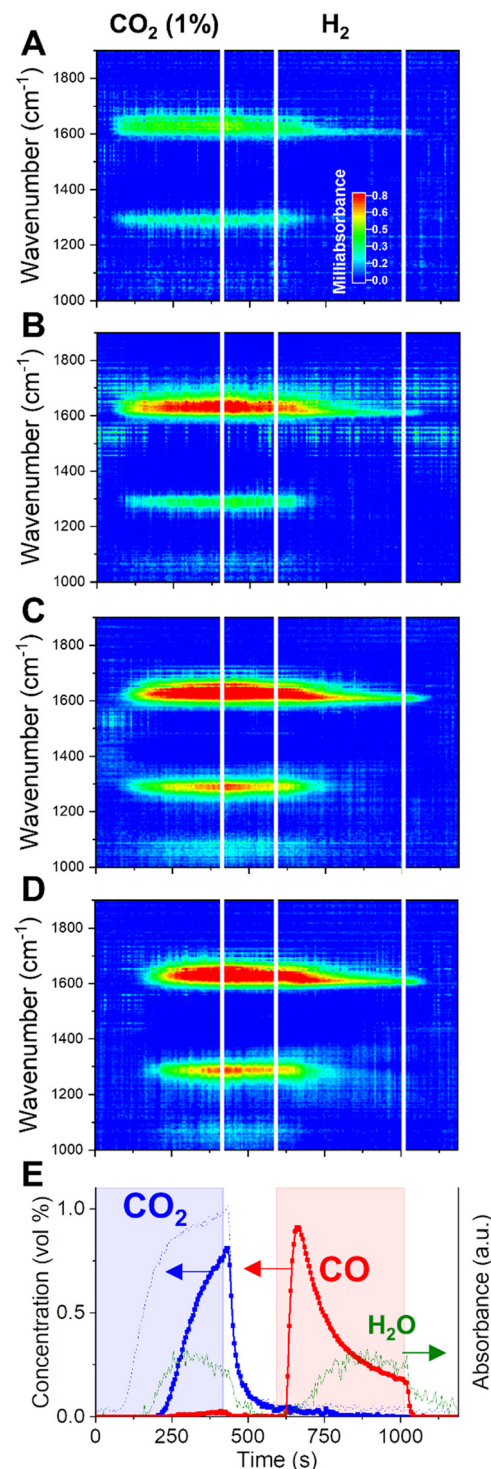 CO₂ (1%) H₂
A
Wavenumber (cm⁻¹)
1800
1600
1400
1200
1000
Milliabsorbance
0.8
0.6
0.5
0.3
0.2
0.0
B
Wavenumber (cm⁻¹)
1800
1600
1400
1200
1000
C
Wavenumber (cm⁻¹)
1800
1600
1400
1200
1000
D
Wavenumber (cm⁻¹)
1800
1600
1400
1200
1000
E
Concentration (vol %)
1.0
0.5
0.0
CO₂
CO
H₂O
Absorbance (a.u.)
0 250 500 750 1000
Time (s)